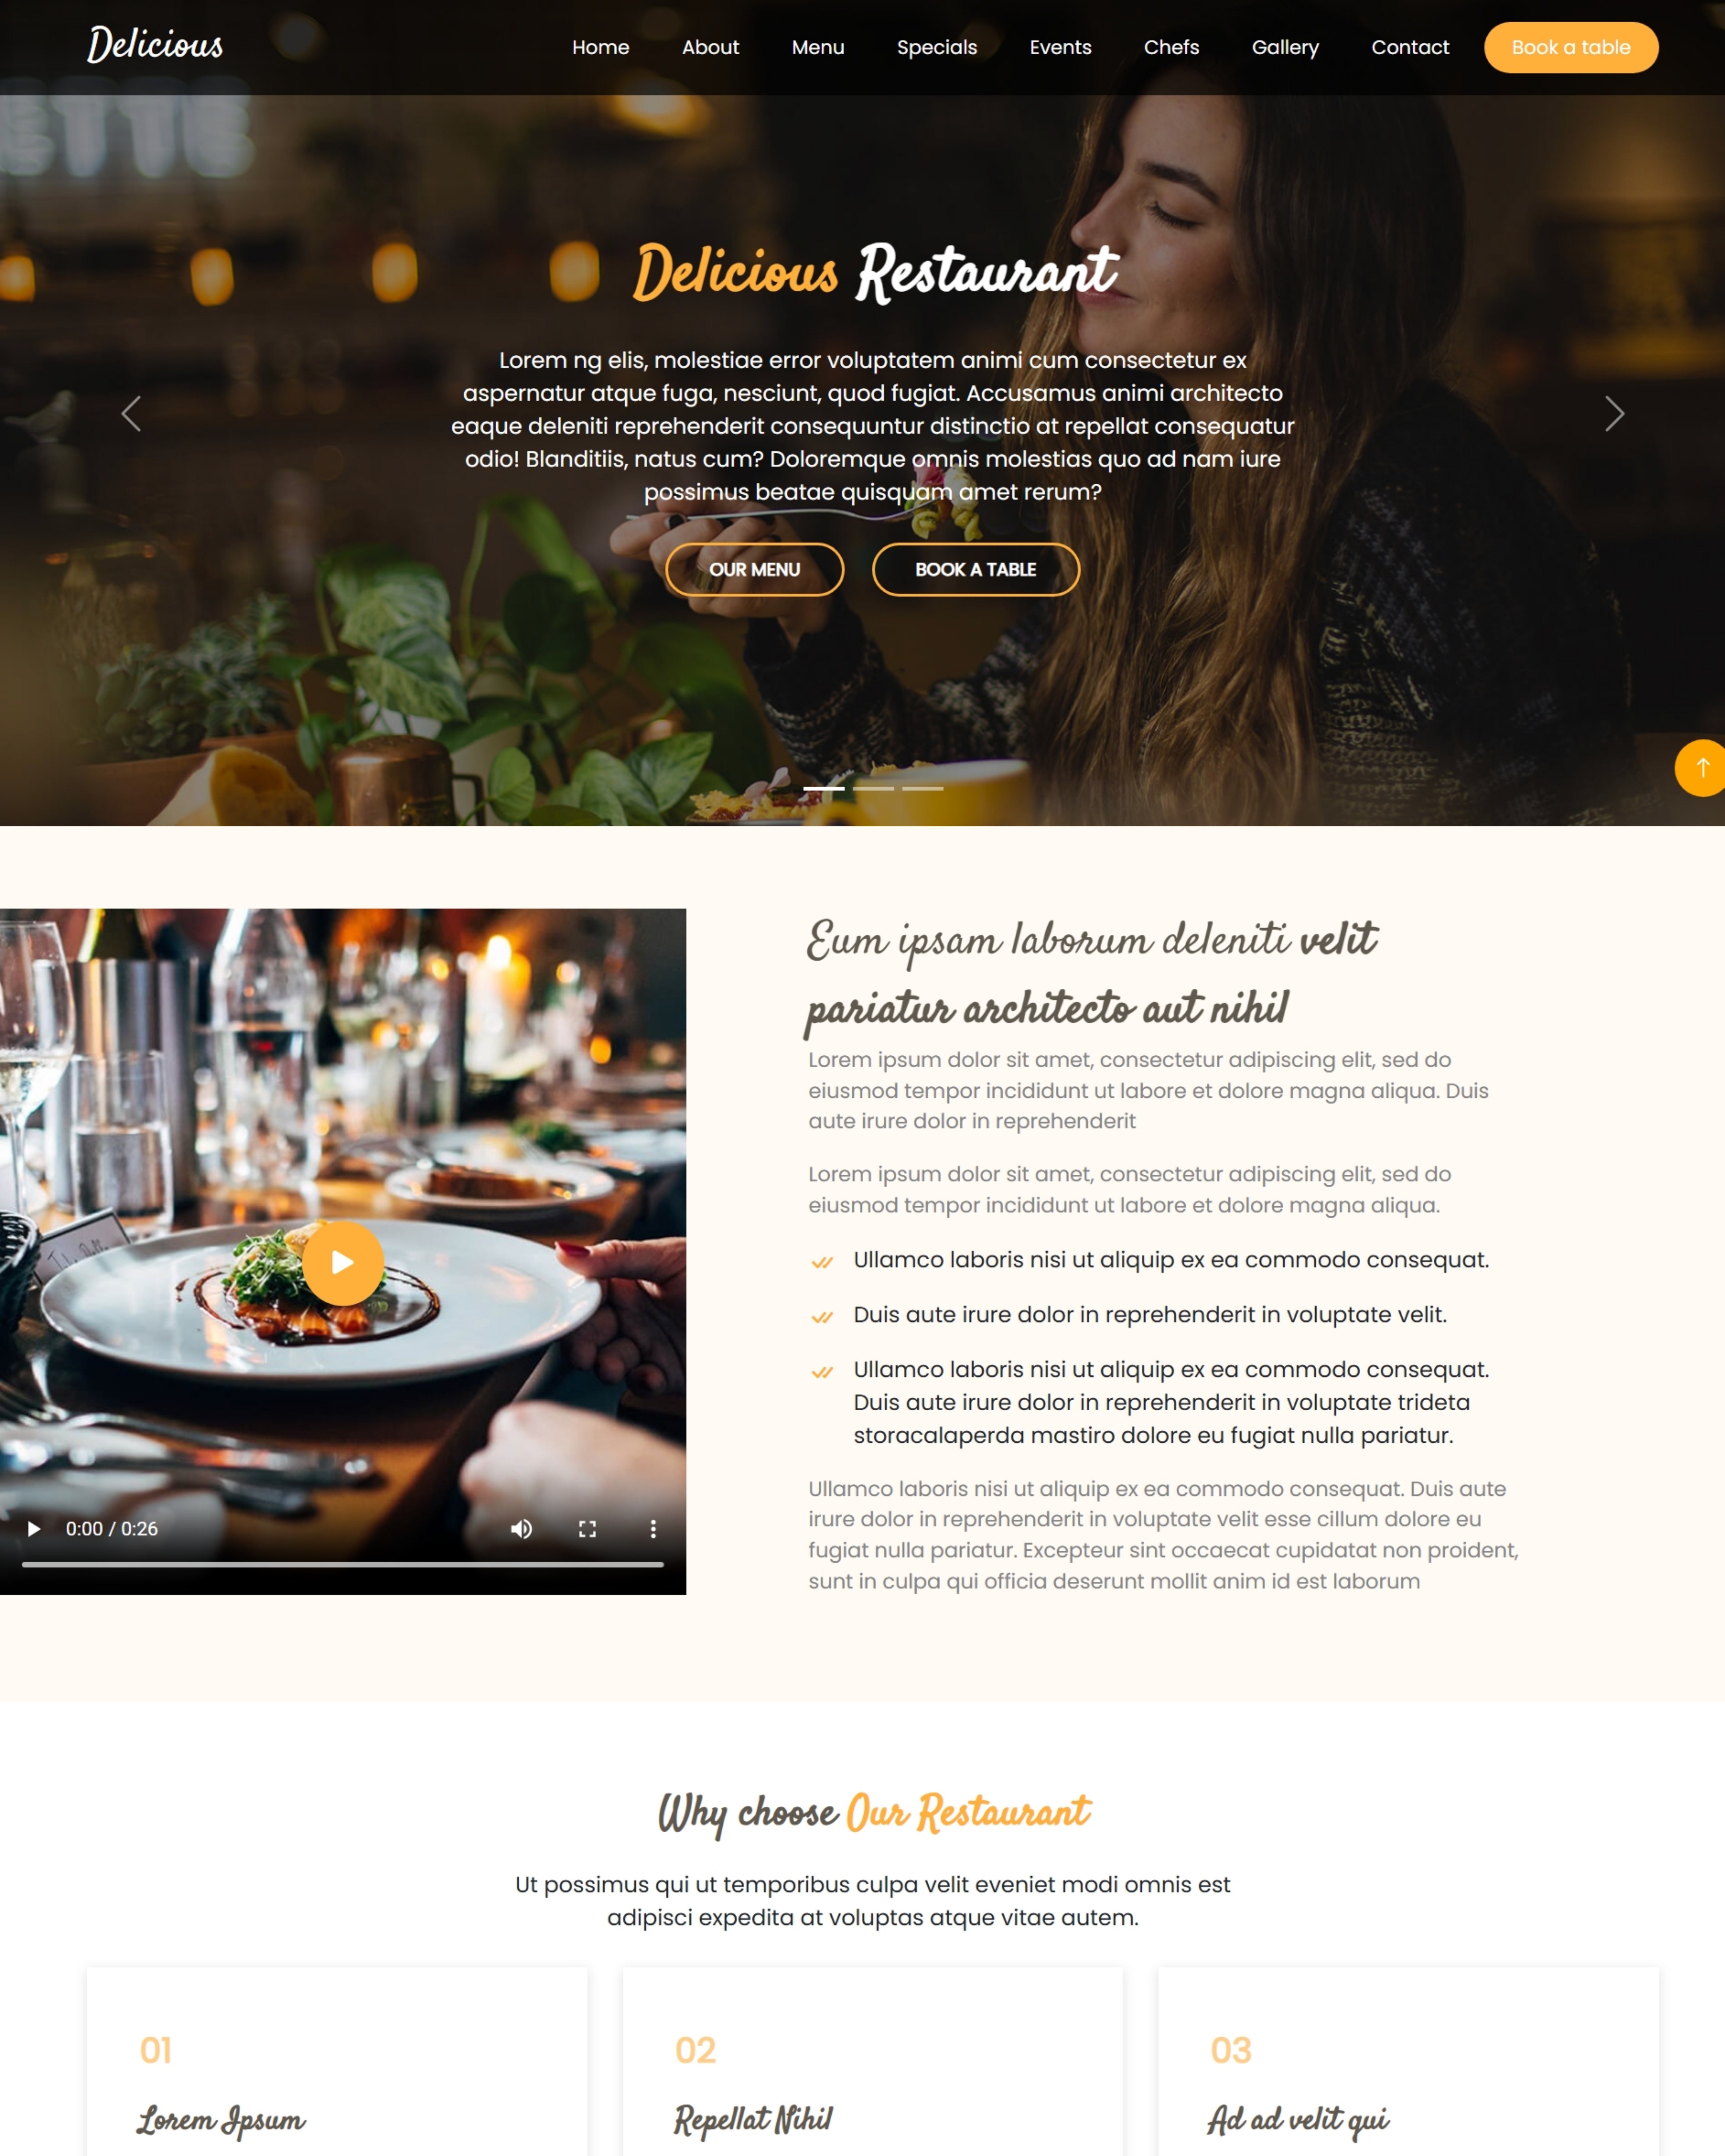 Delicious
Home About Menu Specials Events Chefs Gallery Contact Book a table
Delicious Restaurant
Lorem ng elis, molestiae error voluptatem animi cum consectetur ex
aspernatur atque fuga, nesciunt, quod fugiat. Accusamus animi architecto
eaque deleniti reprehenderit consequuntur distinctio at repellat consequatur
odio! Blanditiis, natus cum? Doloremque omnis molestias quo ad nam iure
possimus beatae quisquam amet rerum?
OUR MENU BOOK A TABLE
Eum ipsam laborum deleniti velit
pariatur architecto aut nihil
Lorem ipsum dolor sit amet, consectetur adipiscing elit, sed do
eiusmod tempor incididunt ut labore et dolore magna aliqua. Duis
aute irure dolor in reprehenderit
Lorem ipsum dolor sit amet, consectetur adipiscing elit, sed do
eiusmod tempor incididunt ut labore et dolore magna aliqua.
Ullamco laboris nisi ut aliquip ex ea commodo consequat.
Duis aute irure dolor in reprehenderit in voluptate velit.
Ullamco laboris nisi ut aliquip ex ea commodo consequat.
Duis aute irure dolor in reprehenderit in voluptate trideta
storacalaperda mastiro dolore eu fugiat nulla pariatur.
Ullamco laboris nisi ut aliquip ex ea commodo consequat. Duis aute
irure dolor in reprehenderit in voluptate velit esse cillum dolore eu
fugiat nulla pariatur. Excepteur sint occaecat cupidatat non proident,
sunt in culpa qui officia deserunt mollit anim id est laborum
0:00 / 0:26
Why choose Our Restaurant
Ut possimus qui ut temporibus culpa velit eveniet modi omnis est
adipisci expedita at voluptas atque vitae autem.
01
Lorem Ipsum
02
Repellat Nihil
03
Ad ad velit qui